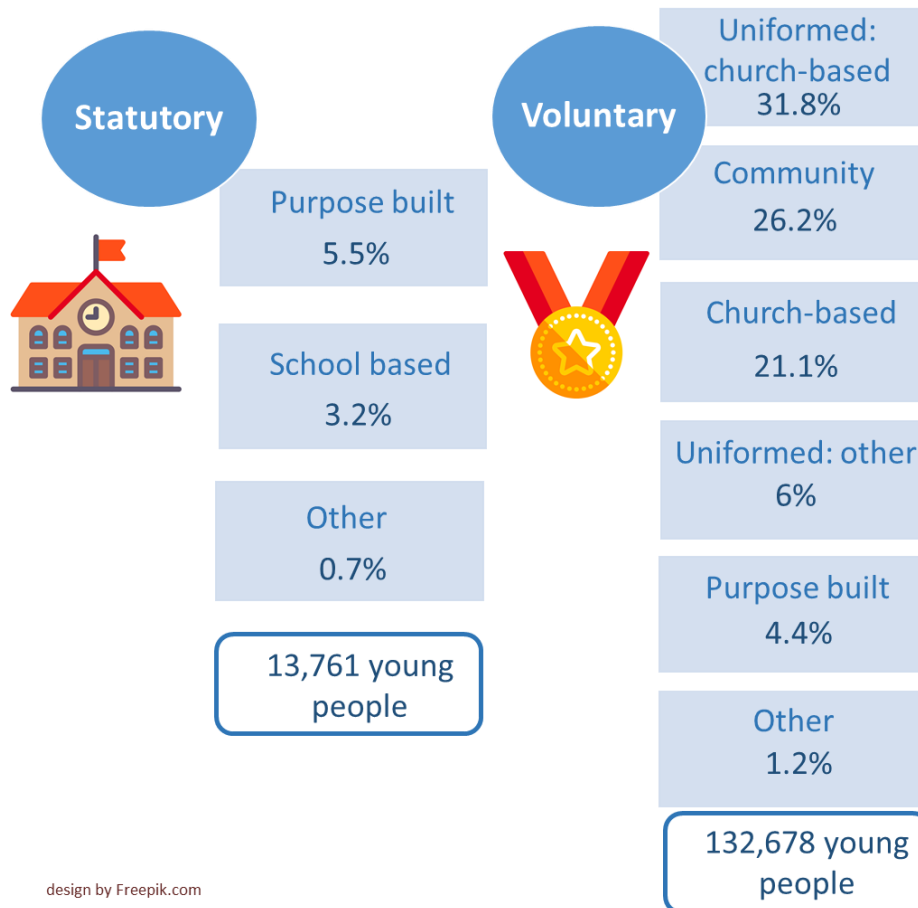 Statutory
Purpose built
5.5%
School based
3.2%
Other
0.7%
13,761 young
people
Voluntary
Uniformed:
church-based
31.8%
Community
26.2%
Church-based
21.1%
Uniformed: other
6%
Purpose built
4.4%
Other
1.2%
132,678 young
people
design by Freepik.com